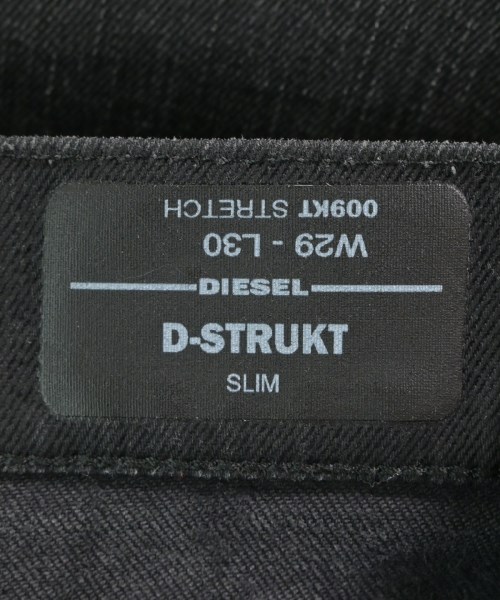 009KT STRETCH
W29 - L30
DIESEL
D-STRUKT
SLIM